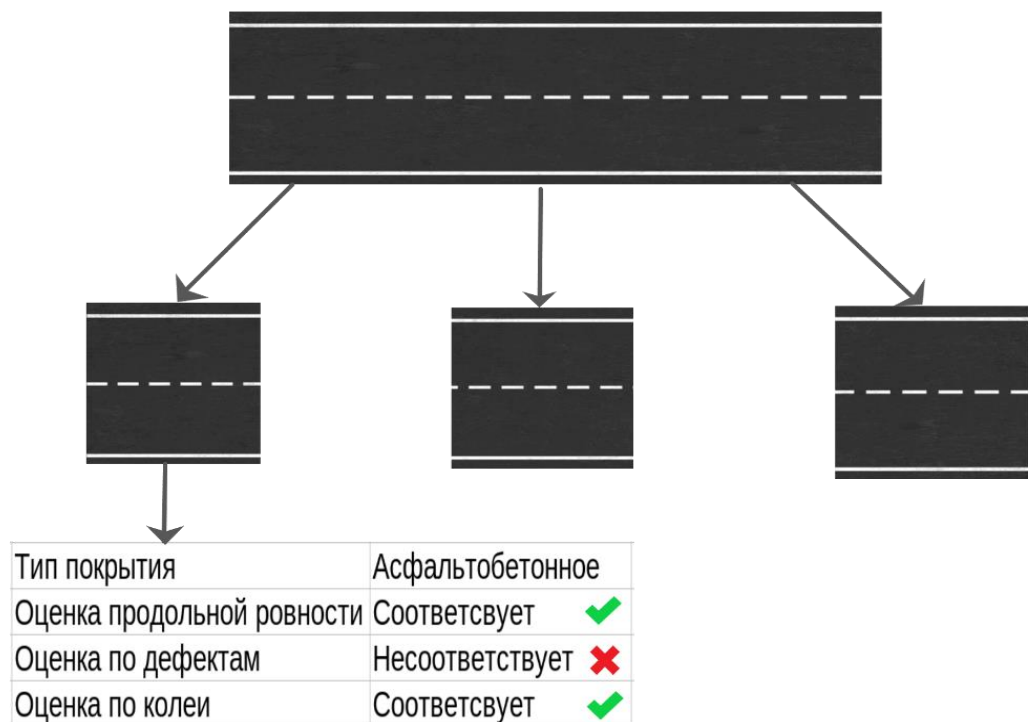 Тип покрытия Асфальтобетонное
Оценка продольной ровности Соответсвует
Оценка по дефектам Несоответствует
Оценка по колеи Соответсвует